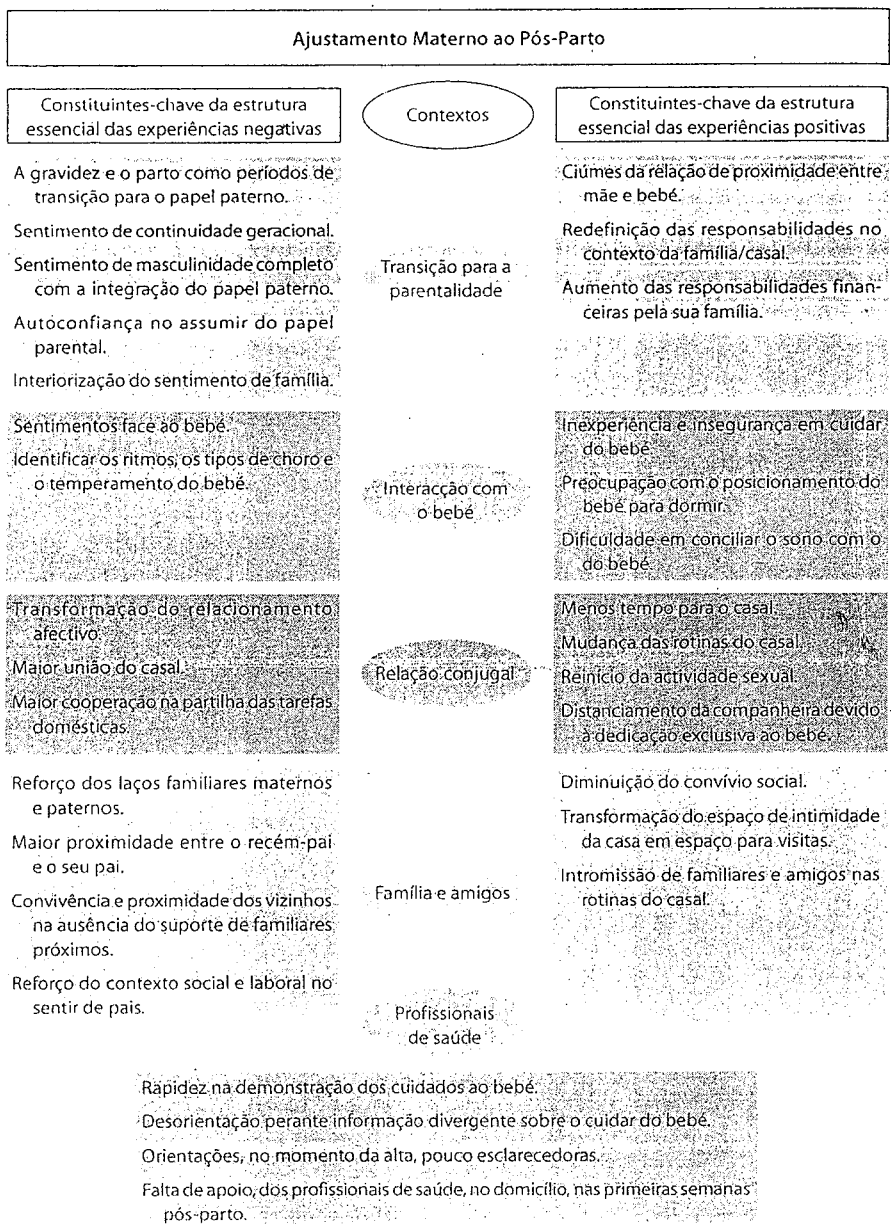 Ajustamento Materno ao Pós-Parto
Constituintes-chave da estrutura
essencial das experiências negativas
Contextos
Constituintes-chave da estrutura
essencial das experiências positivas
A gravidez e o parto como períodos de
transição para o papel paterno.
Sentimento de continuidade geracional.
Sentimento de masculinidade completo
com a integração do papel paterno.
Autoconfiança no assumir do papel
parental.
Interiorização do sentimento de família.
Transição para a
parentalidade
Ciúmes da relação de proximidade entre
mãe e bebé.
Redefinição das responsabilidades no
contexto da família/casal.
Aumento das responsabilidades finan-
ceiras pela sua família.
Sentimentos face ao bebé.
Identificar os ritmos, os tipos de choro e
o temperamento do bebé.
Interacção com
o bebé
Inexperiência e insegurança em cuidar
do bebé.
Preocupação com o posicionamento do
bebé para dormir.
Dificuldade em conciliar o sono com o
do bebé.
Transformação do relacionamento
afectivo.
Maior união do casal.
Maior cooperação na partilha das tarefas
domésticas.
Relação conjugal
Menos tempo para o casal.
Mudança das rotinas do casal.
Reinício da actividade sexual.
Distanciamento da companheira devido
à dedicação exclusiva ao bebé.
Reforço dos laços familiares maternos
e paternos.
Maior proximidade entre o recém-pai
e o seu pai.
Convivência e proximidade dos vizinhos
na ausência do suporte de familiares
próximos.
Reforço do contexto social e laboral no
sentir de pais.
Família e amigos
Diminuição do convívio social.
Transformação do espaço de intimidade
da casa em espaço para visitas.
Intromissão de familiares e amigos nas
rotinas do casal.
Profissionais
de saúde
Rapidez na demonstração dos cuidados ao bebé.
Desorientação perante informação divergente sobre o cuidar do bebé.
Orientações, no momento da alta, pouco esclarecedoras.
Falta de apoio, dos profissionais de saúde, no domicílio, nas primeiras semanas
pós-parto.